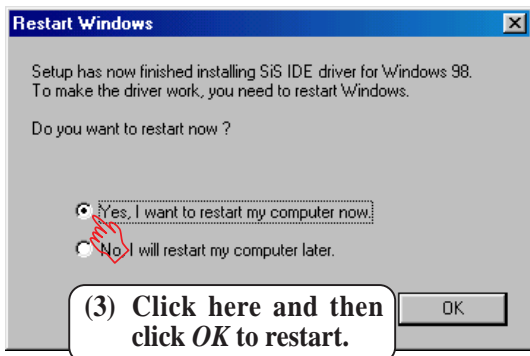 Restart Windows
Setup has now finished installing SiS IDE driver for Windows 98.
To make the driver work, you need to restart Windows.
Do you want to restart now ?
Yes, I want to restart my computer now.
No, I will restart my computer later.
(3) Click here and then
click OK to restart.
OK